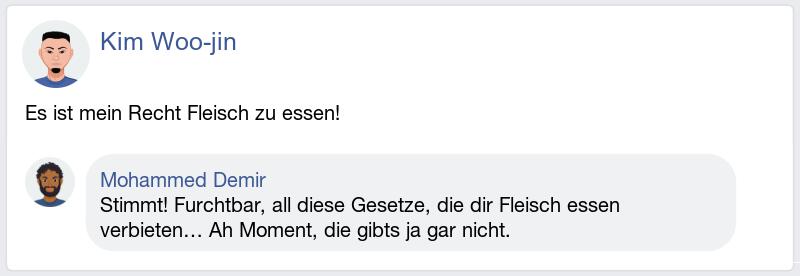 Kim Woo-jin
Es ist mein Recht Fleisch zu essen!
Mohammed Demir
Stimmt! Furchtbar, all diese Gesetze, die dir Fleisch essen
verbieten… Ah Moment, die gibts ja gar nicht.